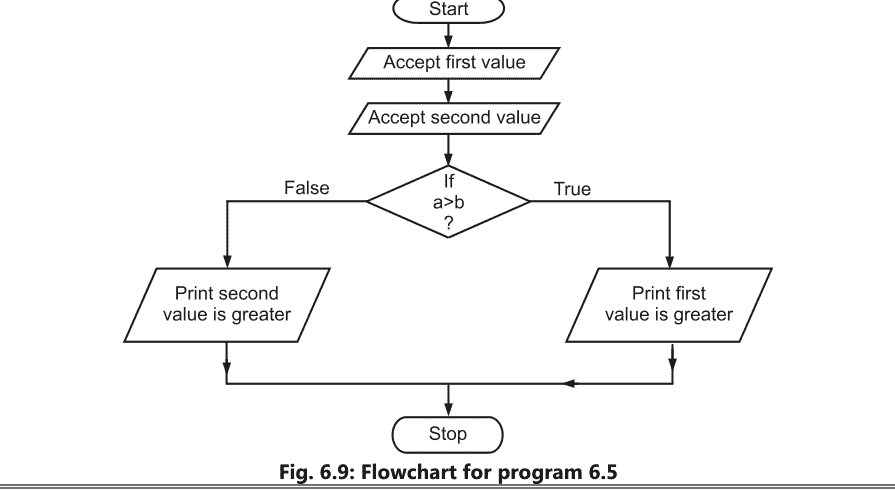 Start
Accept first value
Accept second value
False
If
a>b
?
True
Print second
value is greater
Print first
value is greater
Stop
Fig. 6.9: Flowchart for program 6.5